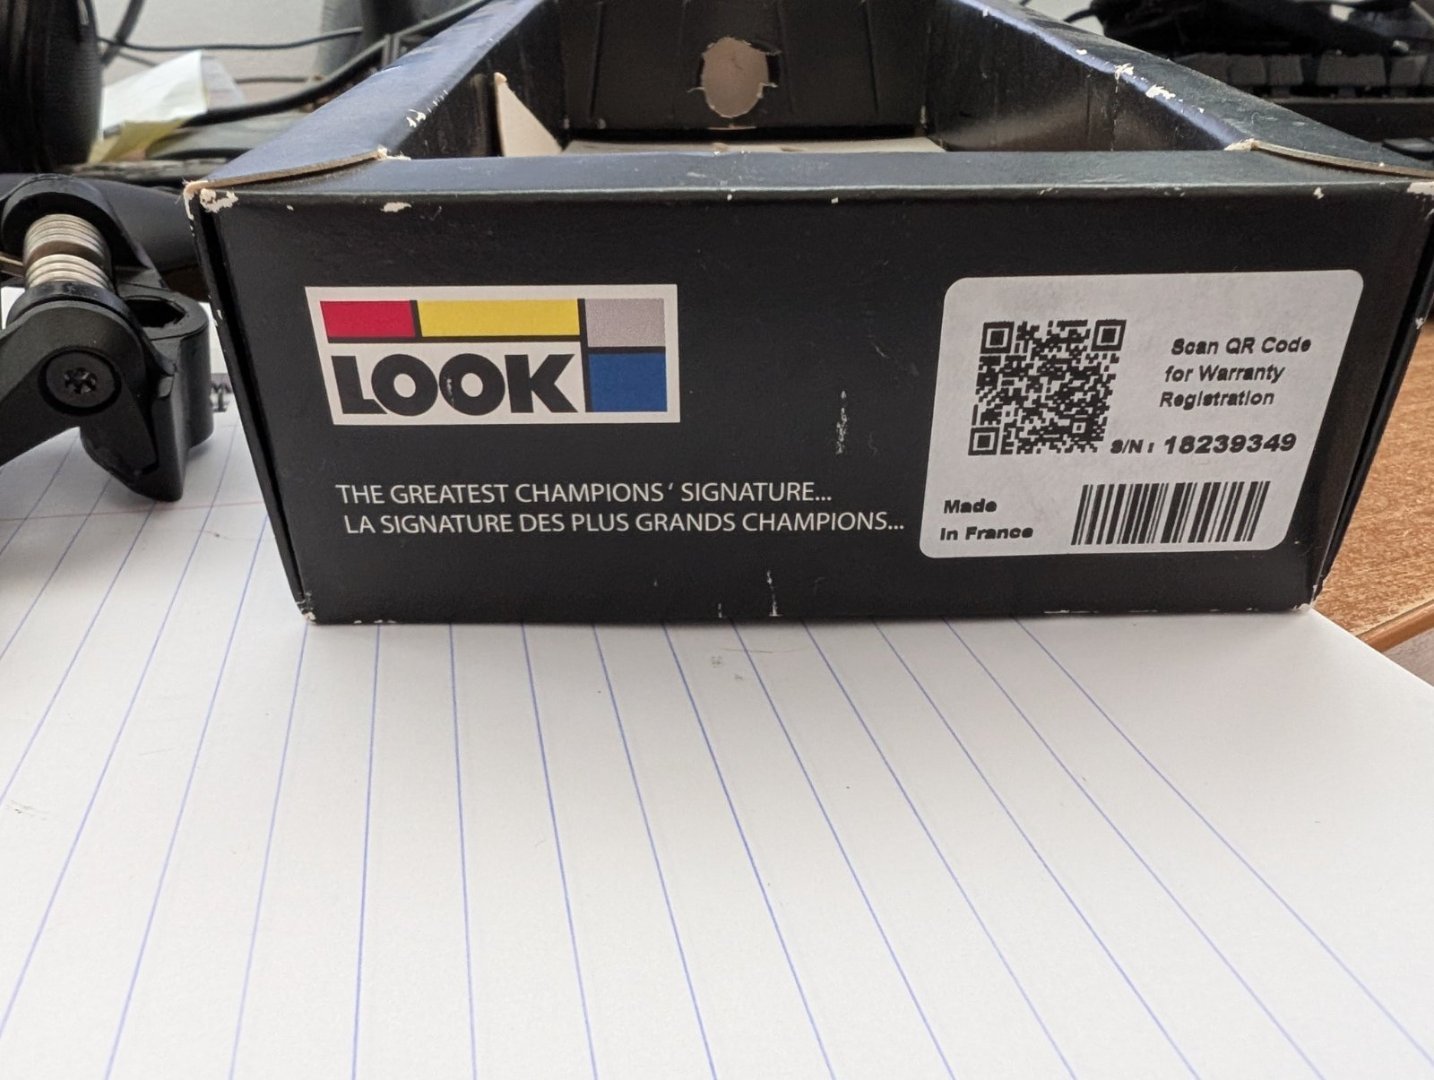 LOOK
THE GREATEST CHAMPIONS ' SIGNATURE...
LA SIGNATURE DES PLUS GRANDS CHAMPIONS...
Scan QR Code
for Warranty
Registration
S/N : 18239349
Made
In France